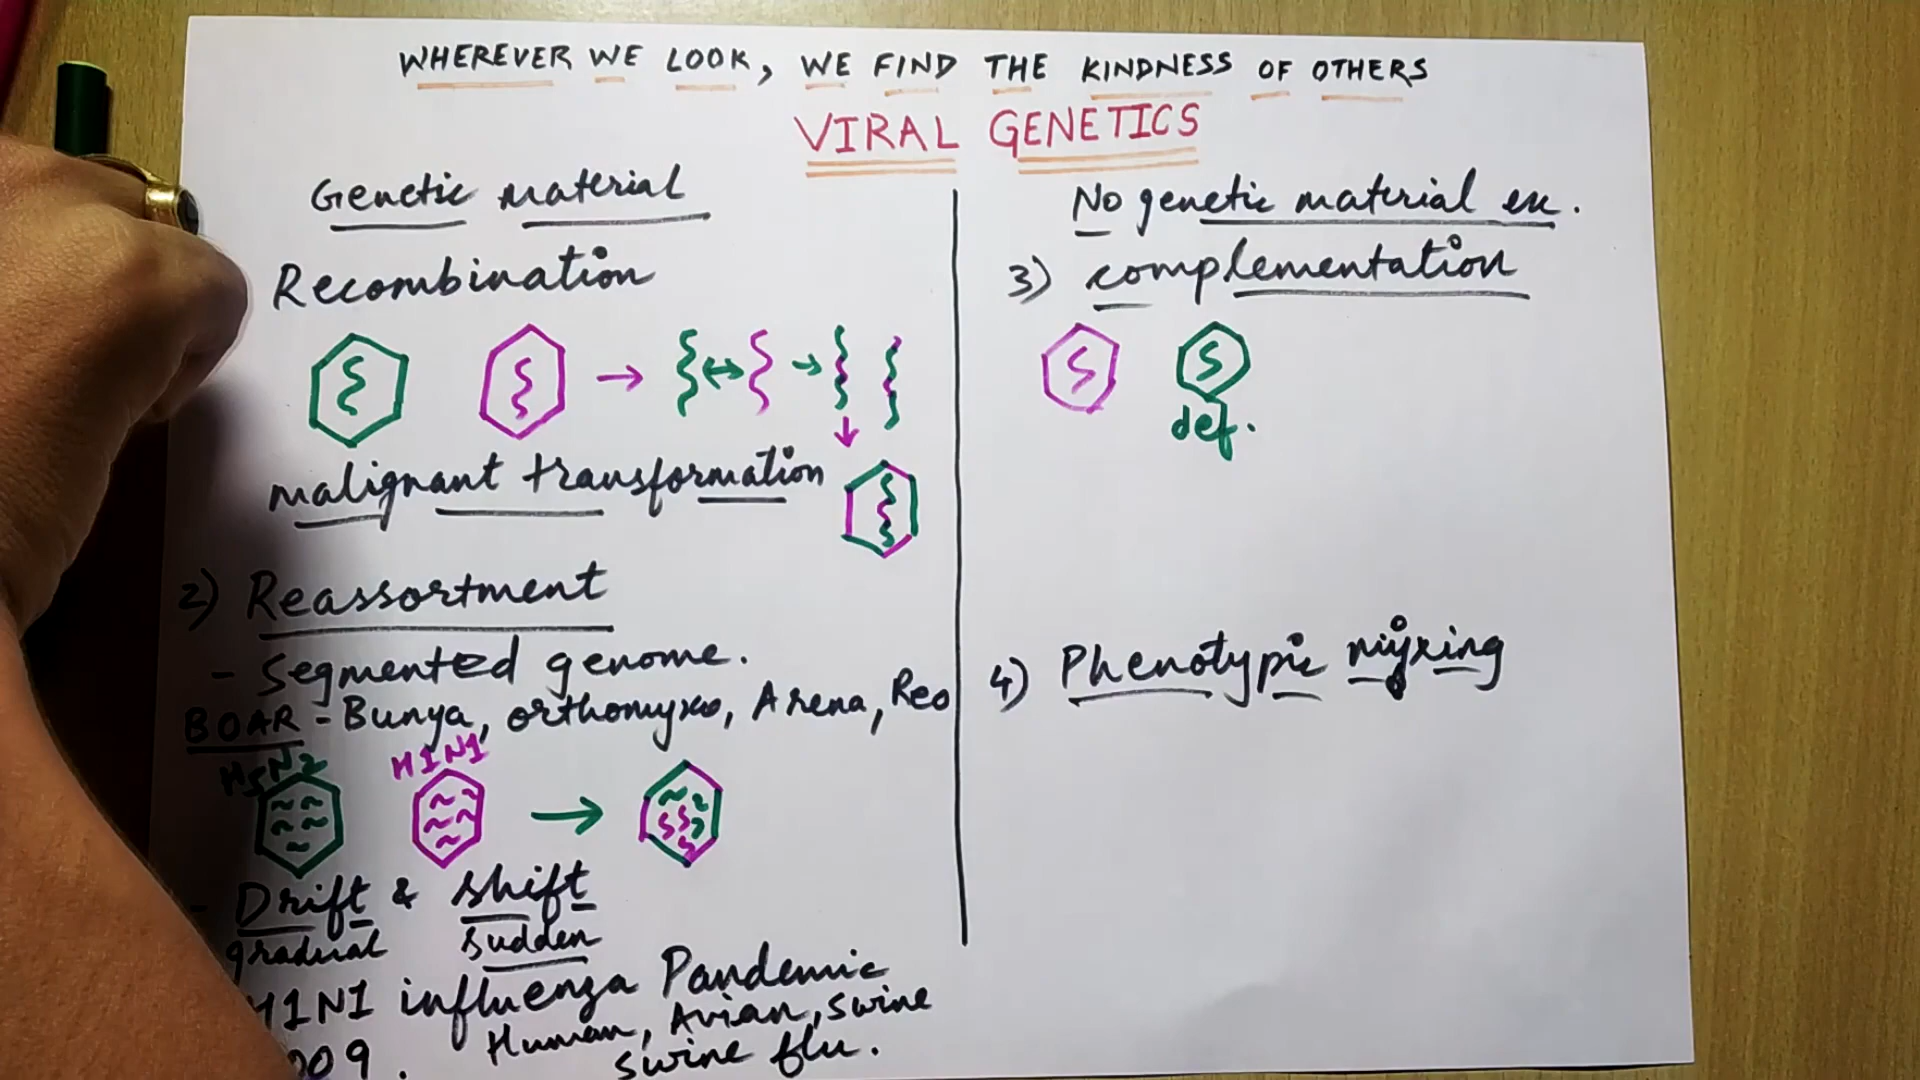 WHEREVER WE LOOK, WE FIND THE KINDNESS OF OTHERS
VIRAL GENETICS
Genetic material
Recombination
malignant transformation
2) Reassortment
- Segmented genome.
BOAR - Bunya, orthomyxo, Arena, Reo
H5N2 H1N1
- Drift & shift
gradual sudden
H1N1 influenza Pandemic
009. Human, Avian, swine
swine flu.
No genetic material ex.
3) complementation
def.
4) Phenotypic mixing